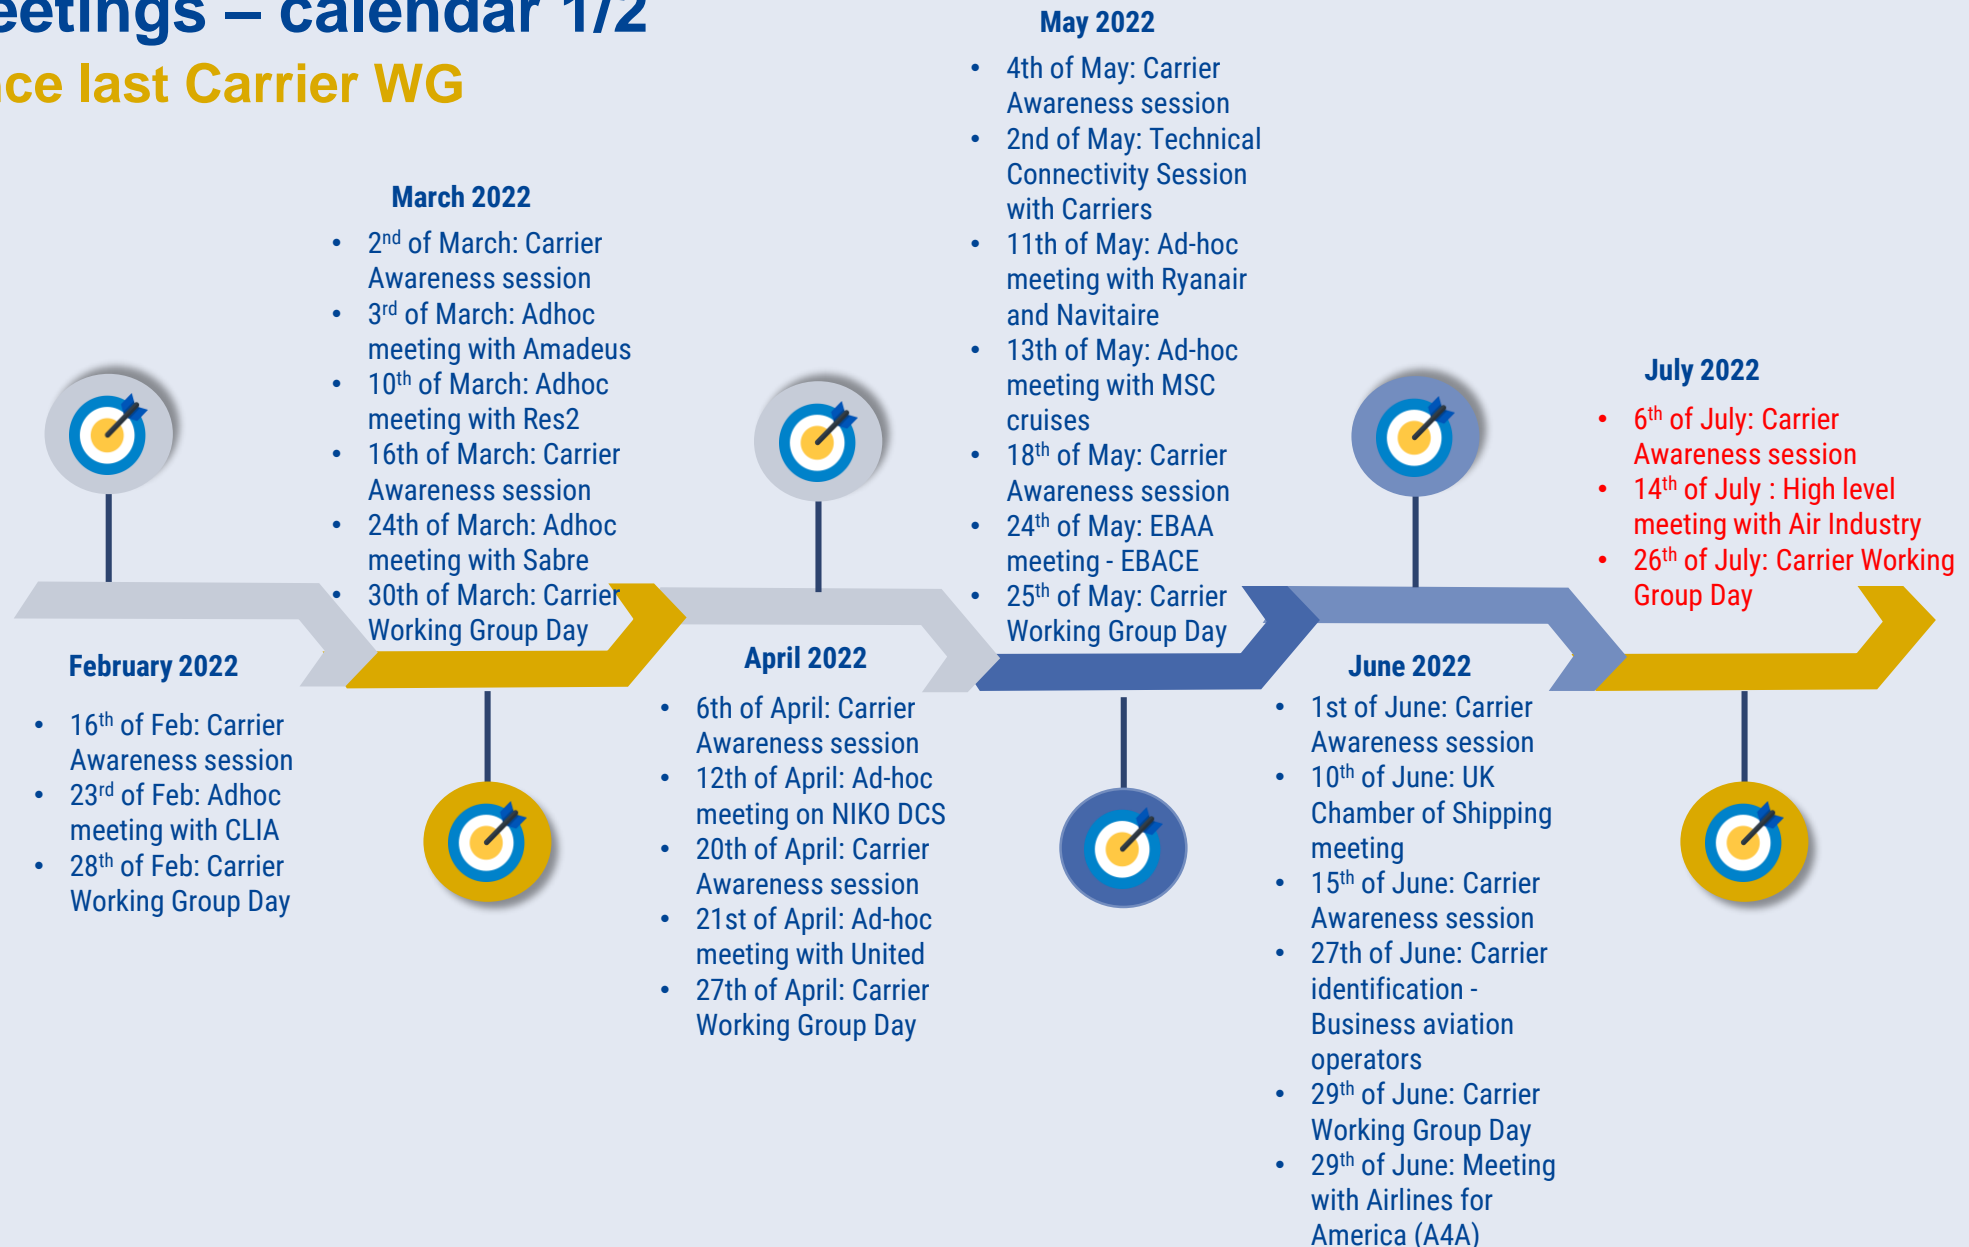 eetings – calendar 1/2
nce last Carrier WG
February 2022
• 16th of Feb: Carrier
Awareness session
• 23rd of Feb: Adhoc
meeting with CLIA
• 28th of Feb: Carrier
Working Group Day
March 2022
• 2nd of March: Carrier
Awareness session
• 3rd of March: Adhoc
meeting with Amadeus
• 10th of March: Adhoc
meeting with Res2
• 16th of March: Carrier
Awareness session
• 24th of March: Adhoc
meeting with Sabre
• 30th of March: Carrier
Working Group Day
April 2022
• 6th of April: Carrier
Awareness session
• 12th of April: Ad-hoc
meeting on NIKO DCS
• 20th of April: Carrier
Awareness session
• 21st of April: Ad-hoc
meeting with United
• 27th of April: Carrier
Working Group Day
May 2022
• 4th of May: Carrier
Awareness session
• 2nd of May: Technical
Connectivity Session
with Carriers
• 11th of May: Ad-hoc
meeting with Ryanair
and Navitaire
• 13th of May: Ad-hoc
meeting with MSC
cruises
• 18th of May: Carrier
Awareness session
• 24th of May: EBAA
meeting - EBACE
• 25th of May: Carrier
Working Group Day
June 2022
• 1st of June: Carrier
Awareness session
• 10th of June: UK
Chamber of Shipping
meeting
• 15th of June: Carrier
Awareness session
• 27th of June: Carrier
identification -
Business aviation
operators
• 29th of June: Carrier
Working Group Day
• 29th of June: Meeting
with Airlines for
America (A4A)
July 2022
• 6th of July: Carrier
Awareness session
• 14th of July : High level
meeting with Air Industry
• 26th of July: Carrier Working
Group Day